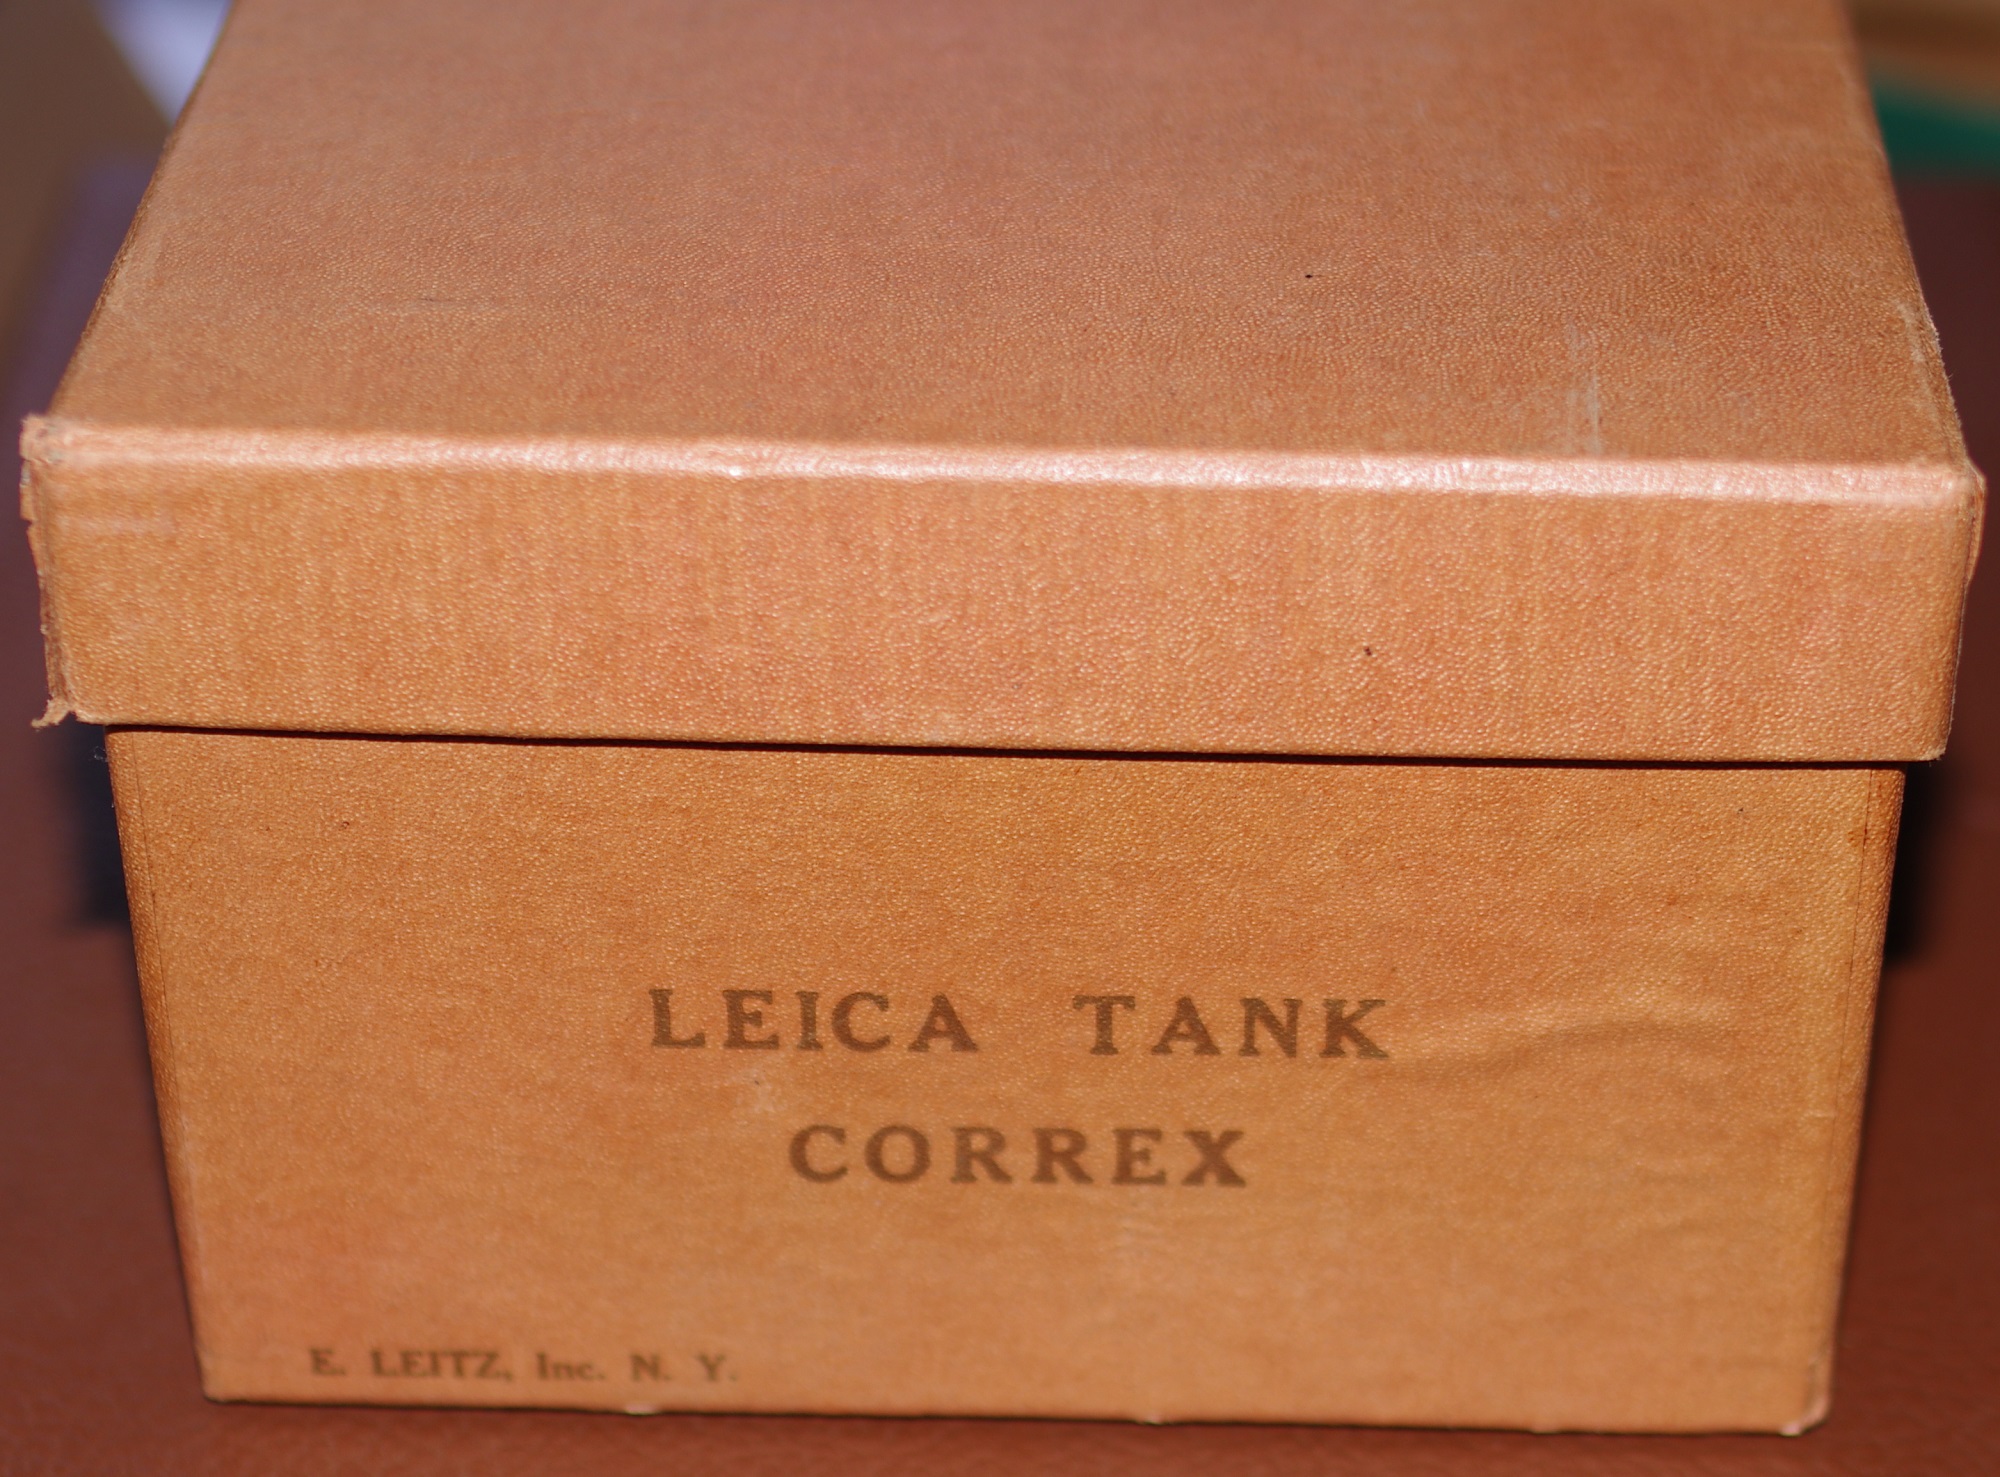 LEICA TANK
CORREX
E. LEITZ, Inc. N. Y.